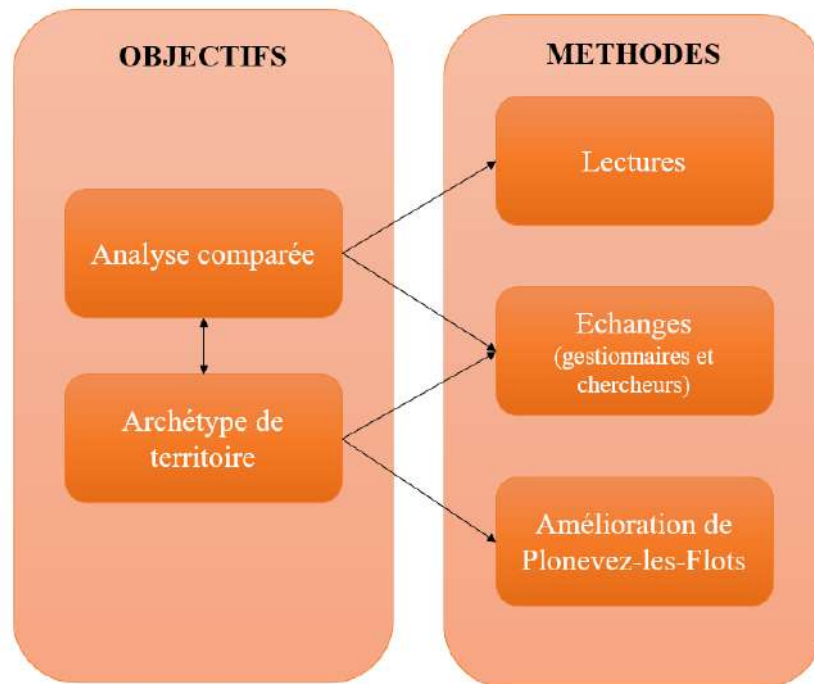 OBJECTIFS
Analyse comparée
Archétype de
territoire
METHODES
Lectures
Echanges
(gestionnaires et
chercheurs)
Amélioration de
Plonevez-les-Flots